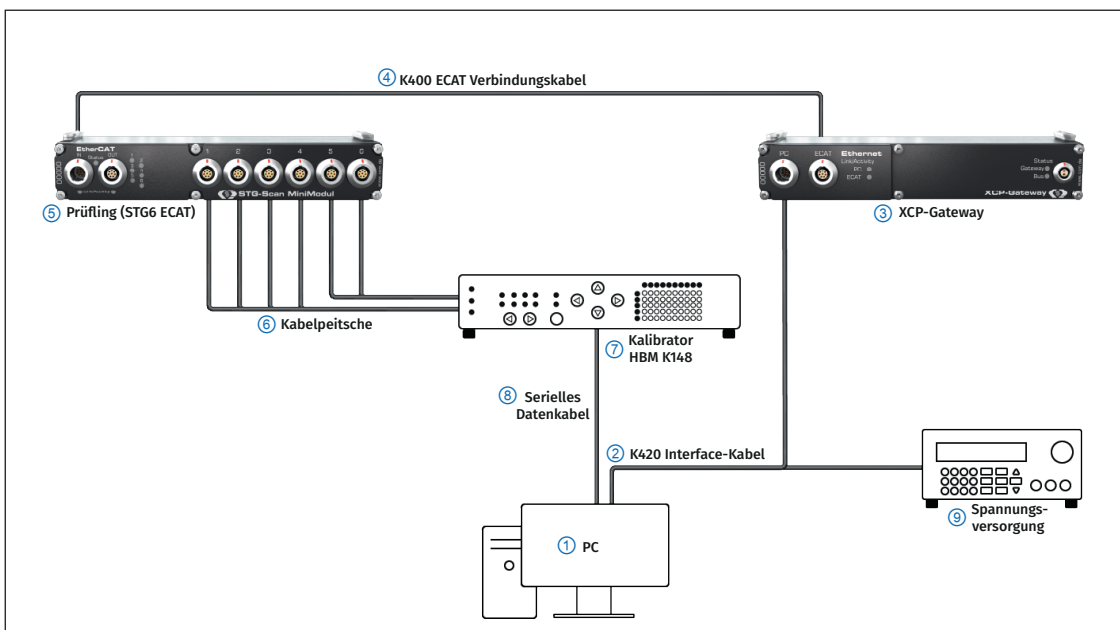 ④ K400 ECAT Verbindungskabel
EtherCAT
IN OUT
Status
1 2 3 4 5 6
STG-Scan MiniModul
⑤ Prüfling (STG6 ECAT)
PC ECAT Ethernet
Link/Activity
PC
ECAT
Status
Gateway
Bus
XCP-Gateway
③ XCP-Gateway
⑥ Kabelpeitsche
⑦ Kalibrator
HBM K148
⑧ Serielles
Datenkabel
② K420 Interface-Kabel
⑨ Spannungs-
versorgung
① PC